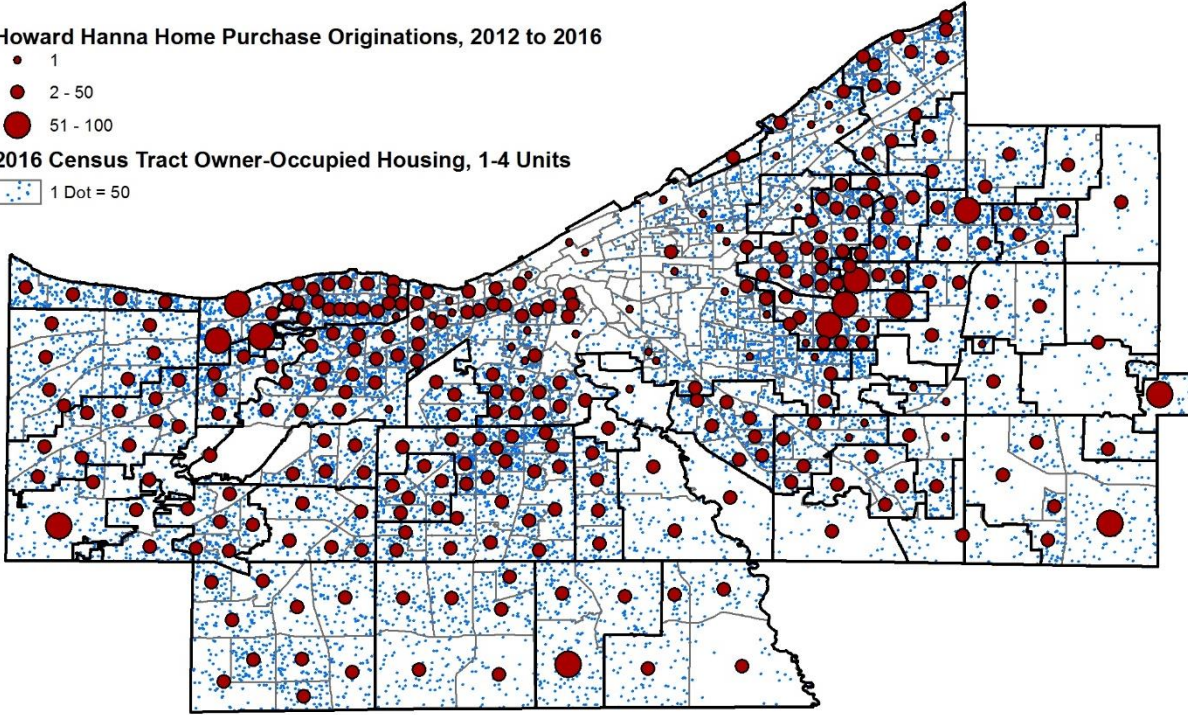 Howard Hanna Home Purchase Originations, 2012 to 2016
1
2 - 50
51 - 100
2016 Census Tract Owner-Occupied Housing, 1-4 Units
1 Dot = 50